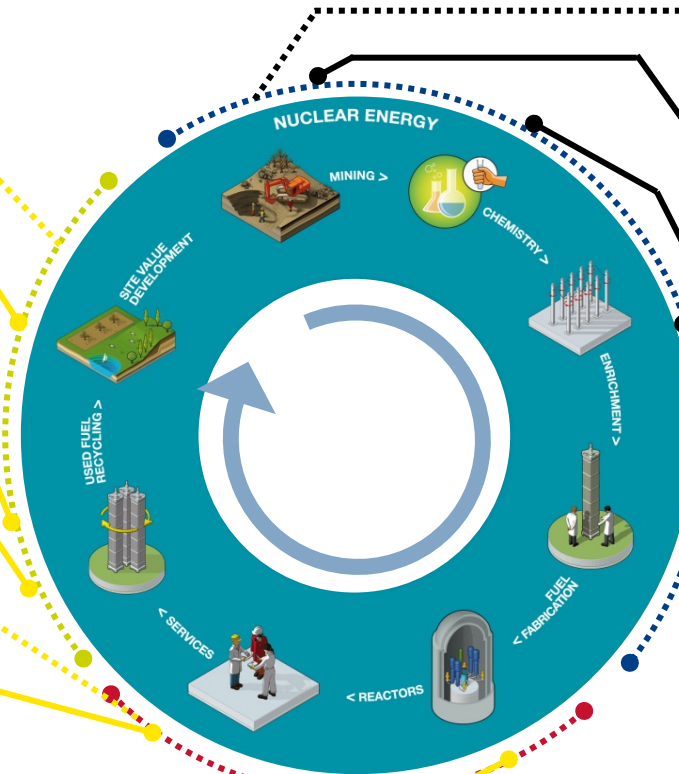 NUCLEAR ENERGY
MINING >
CHEMISTRY >
ENRICHMENT >
FUEL
< FABRICATION
< REACTORS
< SERVICES
USED FUEL
RECYCLING >
SITE VALUE
DEVELOPMENT